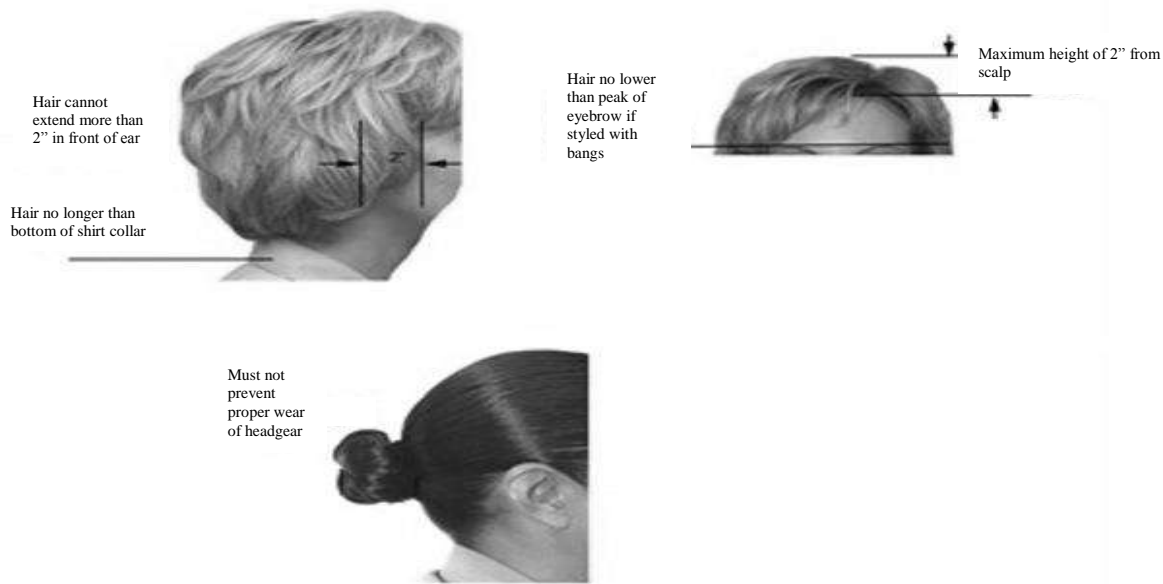 Hair cannot
extend more than
2” in front of ear
2"
Hair no longer than
bottom of shirt collar
Hair no lower
than peak of
eyebrow if
styled with
bangs
Maximum height of 2” from
scalp
Must not
prevent
proper wear
of headgear